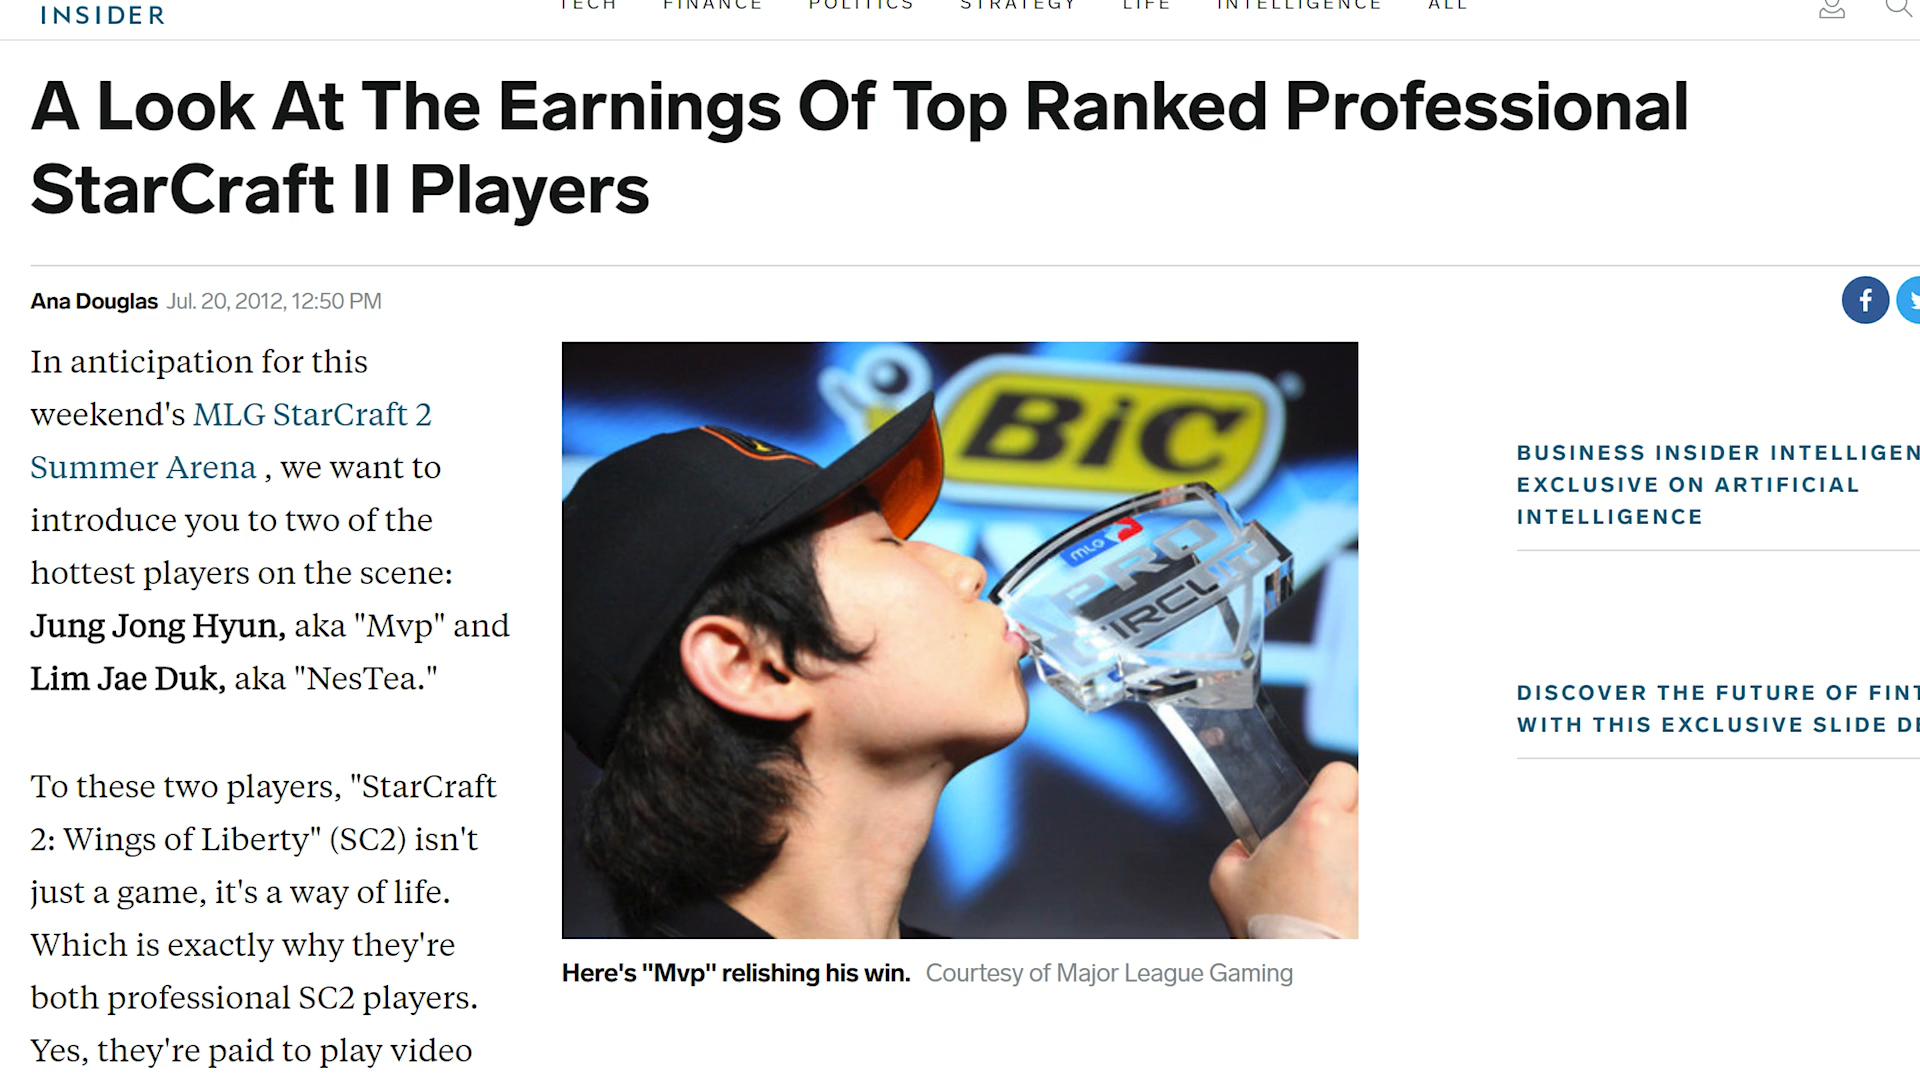 INSIDER
TECH FINANCE POLITICS STRATEGY LIFE INTELLIGENCE ALL
A Look At The Earnings Of Top Ranked Professional
StarCraft II Players
Ana Douglas Jul. 20, 2012, 12:50 PM
In anticipation for this
weekend's MLG StarCraft 2
Summer Arena , we want to
introduce you to two of the
hottest players on the scene:
Jung Jong Hyun, aka "Mvp" and
Lim Jae Duk, aka "NesTea."
To these two players, "StarCraft
2: Wings of Liberty" (SC2) isn't
just a game, it's a way of life.
Which is exactly why they're
both professional SC2 players.
Yes, they're paid to play video
BiC
MLG
PRO
CIRCUIT
Here's "Mvp" relishing his win. Courtesy of Major League Gaming
BUSINESS INSIDER INTELLIGEN
EXCLUSIVE ON ARTIFICIAL
INTELLIGENCE
DISCOVER THE FUTURE OF FINT
WITH THIS EXCLUSIVE SLIDE DE